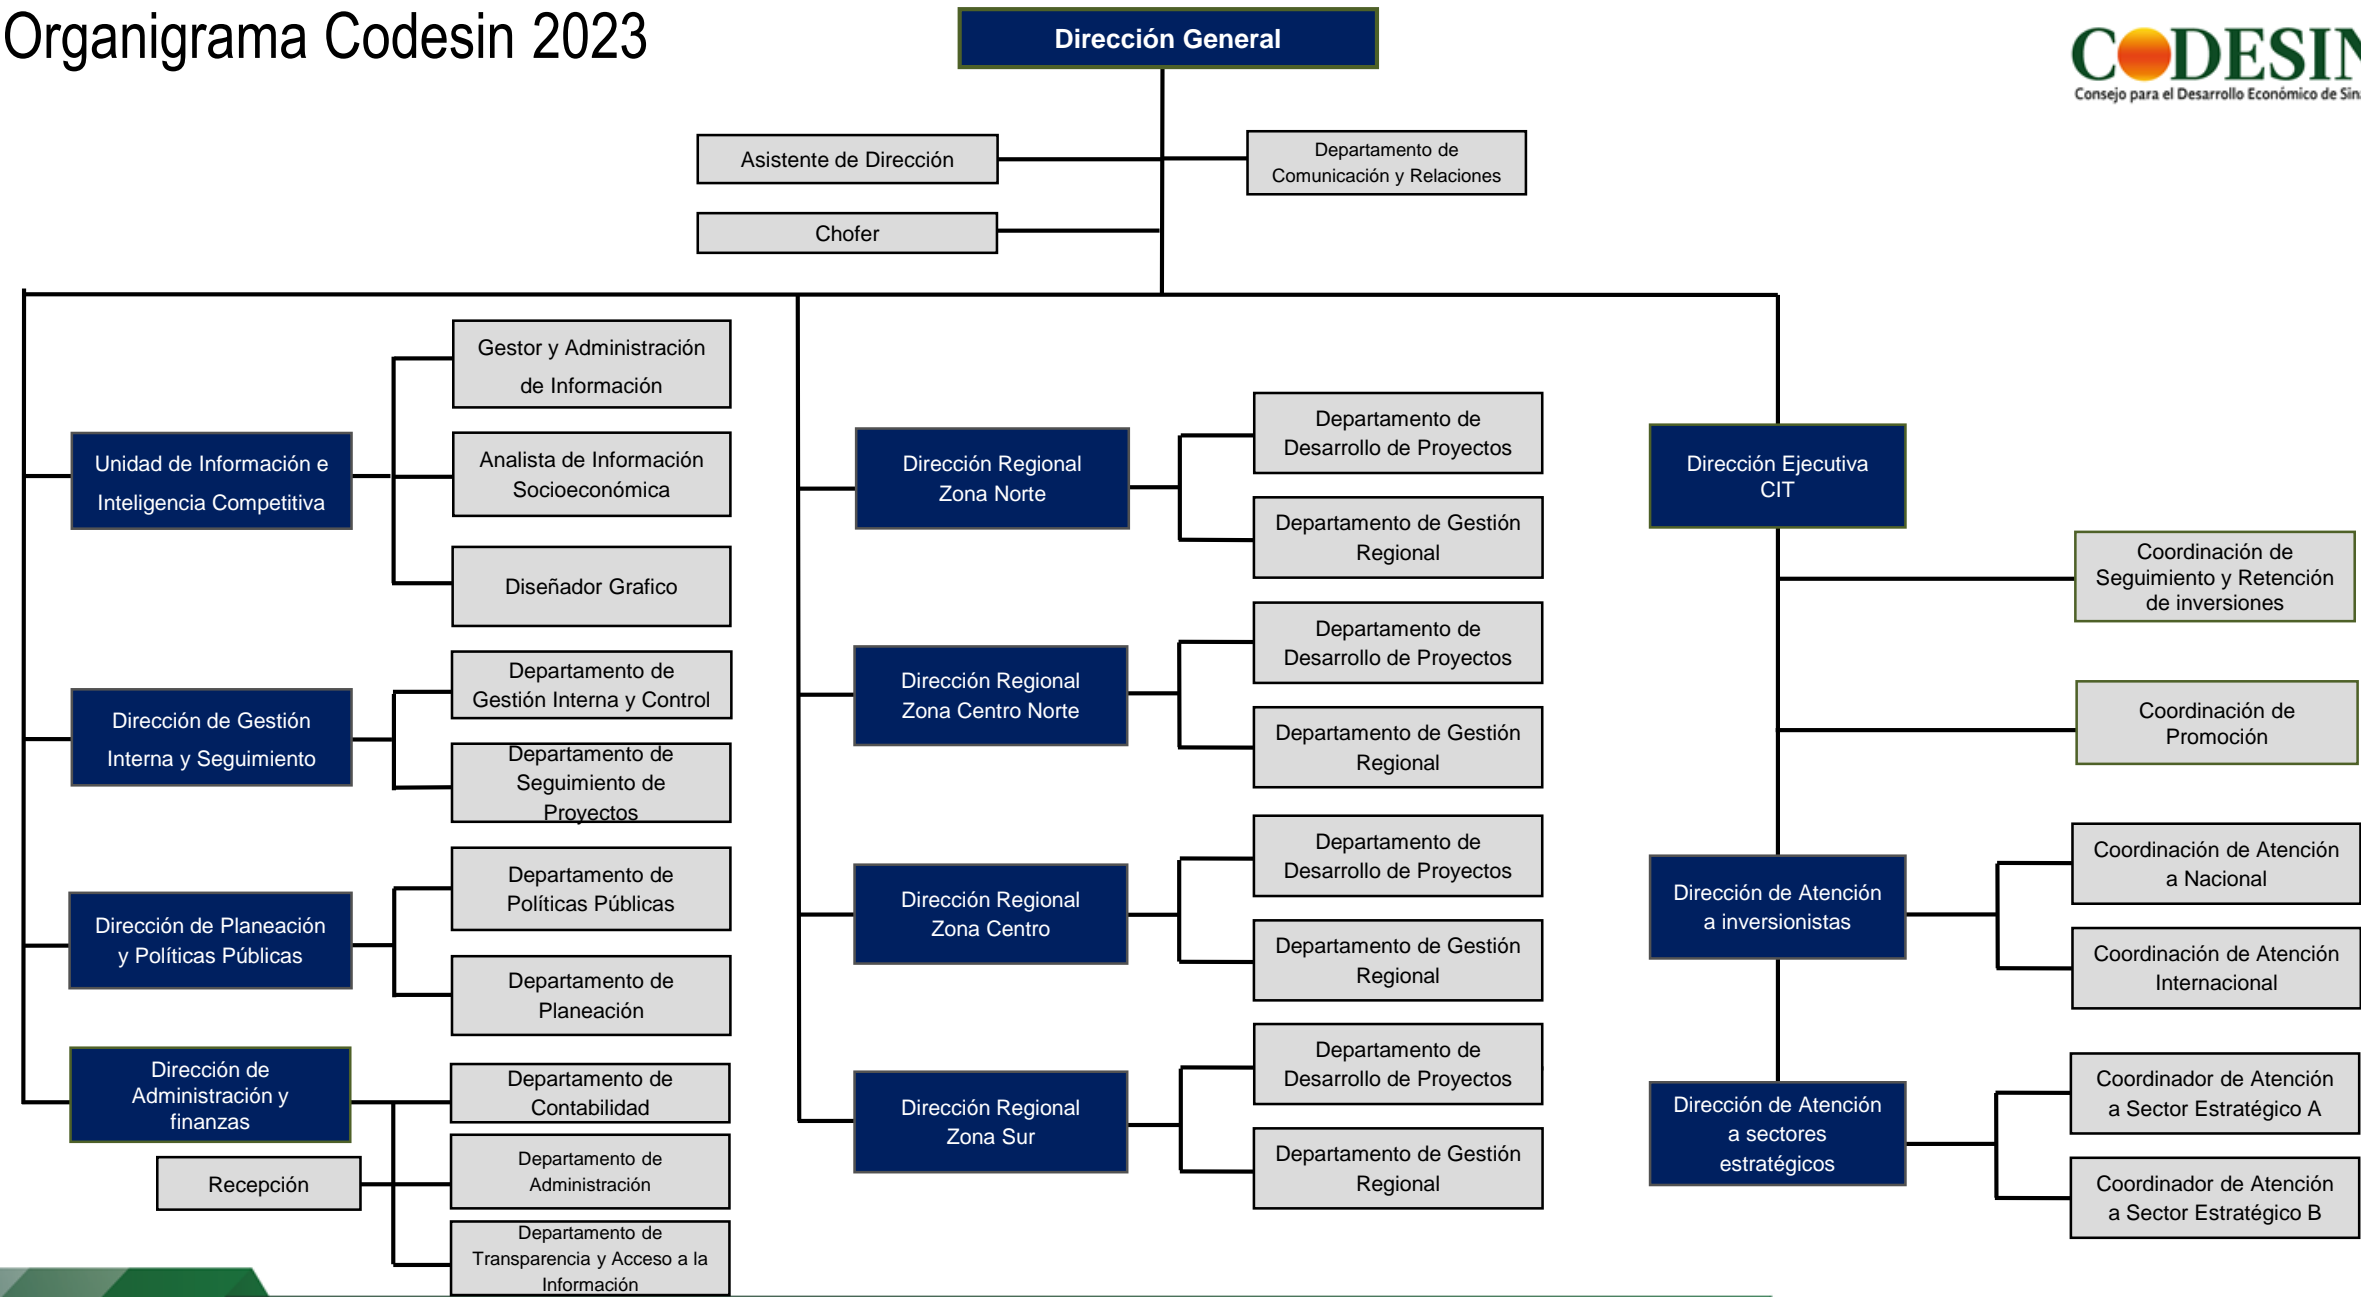 Organigrama Codesin 2023
Dirección General
CODESIN
Consejo para el Desarrollo Económico de Sin
Asistente de Dirección
Departamento de
Comunicación y Relaciones
Chofer
Gestor y Administración
de Información
Unidad de Información e
Inteligencia Competitiva
Analista de Información
Socioeconómica
Diseñador Grafico
Departamento de
Gestión Interna y Control
Dirección de Gestión
Interna y Seguimiento
Departamento de
Seguimiento de
Proyectos
Departamento de
Políticas Públicas
Dirección de Planeación
y Políticas Públicas
Departamento de
Planeación
Dirección de
Administración y
finanzas
Departamento de
Contabilidad
Recepción
Departamento de
Administración
Departamento de
Transparencia y Acceso a la
Información
Dirección Regional
Zona Norte
Departamento de
Desarrollo de Proyectos
Departamento de Gestión
Regional
Dirección Regional
Zona Centro Norte
Departamento de
Desarrollo de Proyectos
Departamento de Gestión
Regional
Dirección Regional
Zona Centro
Departamento de
Desarrollo de Proyectos
Departamento de Gestión
Regional
Dirección Regional
Zona Sur
Departamento de
Desarrollo de Proyectos
Departamento de Gestión
Regional
Dirección Ejecutiva
CIT
Coordinación de
Seguimiento y Retención
de inversiones
Coordinación de
Promoción
Dirección de Atención
a inversionistas
Coordinación de Atención
a Nacional
Coordinación de Atención
Internacional
Dirección de Atención
a sectores
estratégicos
Coordinador de Atención
a Sector Estratégico A
Coordinador de Atención
a Sector Estratégico B